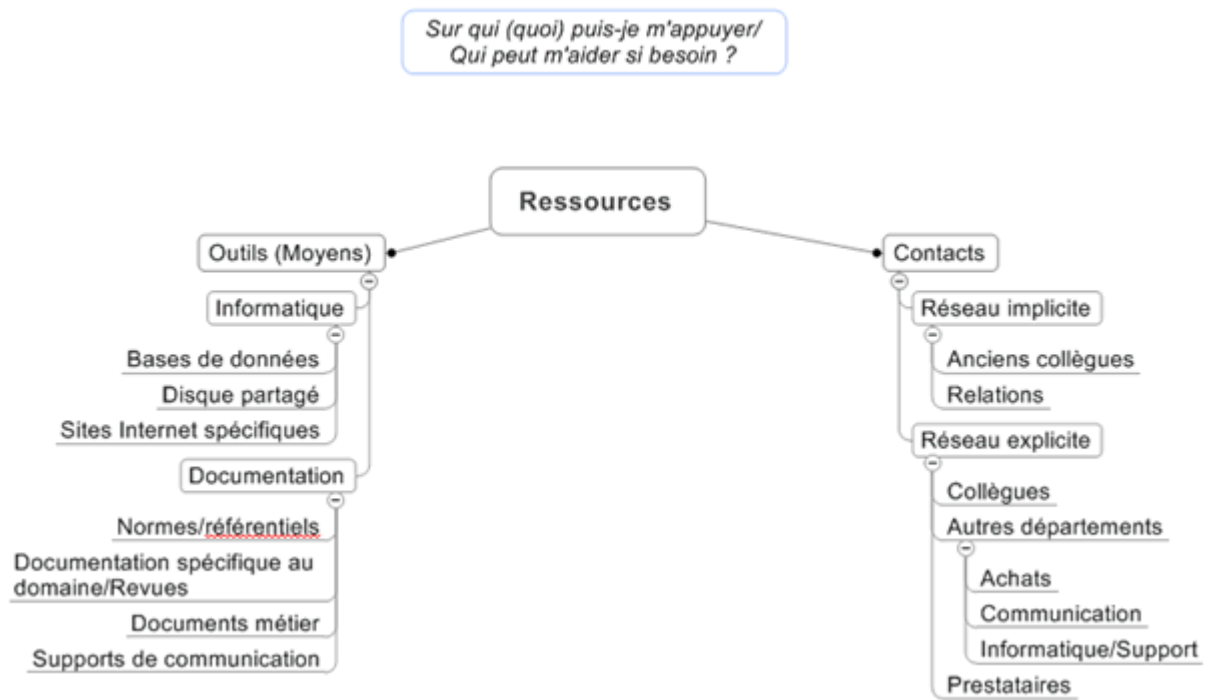 Sur qui (quoi) puis-je m'appuyer/
Qui peut m'aider si besoin ?
Ressources
Outils (Moyens)
Informatique
Bases de données
Disque partagé
Sites Internet spécifiques
Documentation
Normes/référentiels
Documentation spécifique au
domaine/Revues
Documents métier
Supports de communication
Contacts
Réseau implicite
Anciens collègues
Relations
Réseau explicite
Collègues
Autres départements
Achats
Communication
Informatique/Support
Prestataires